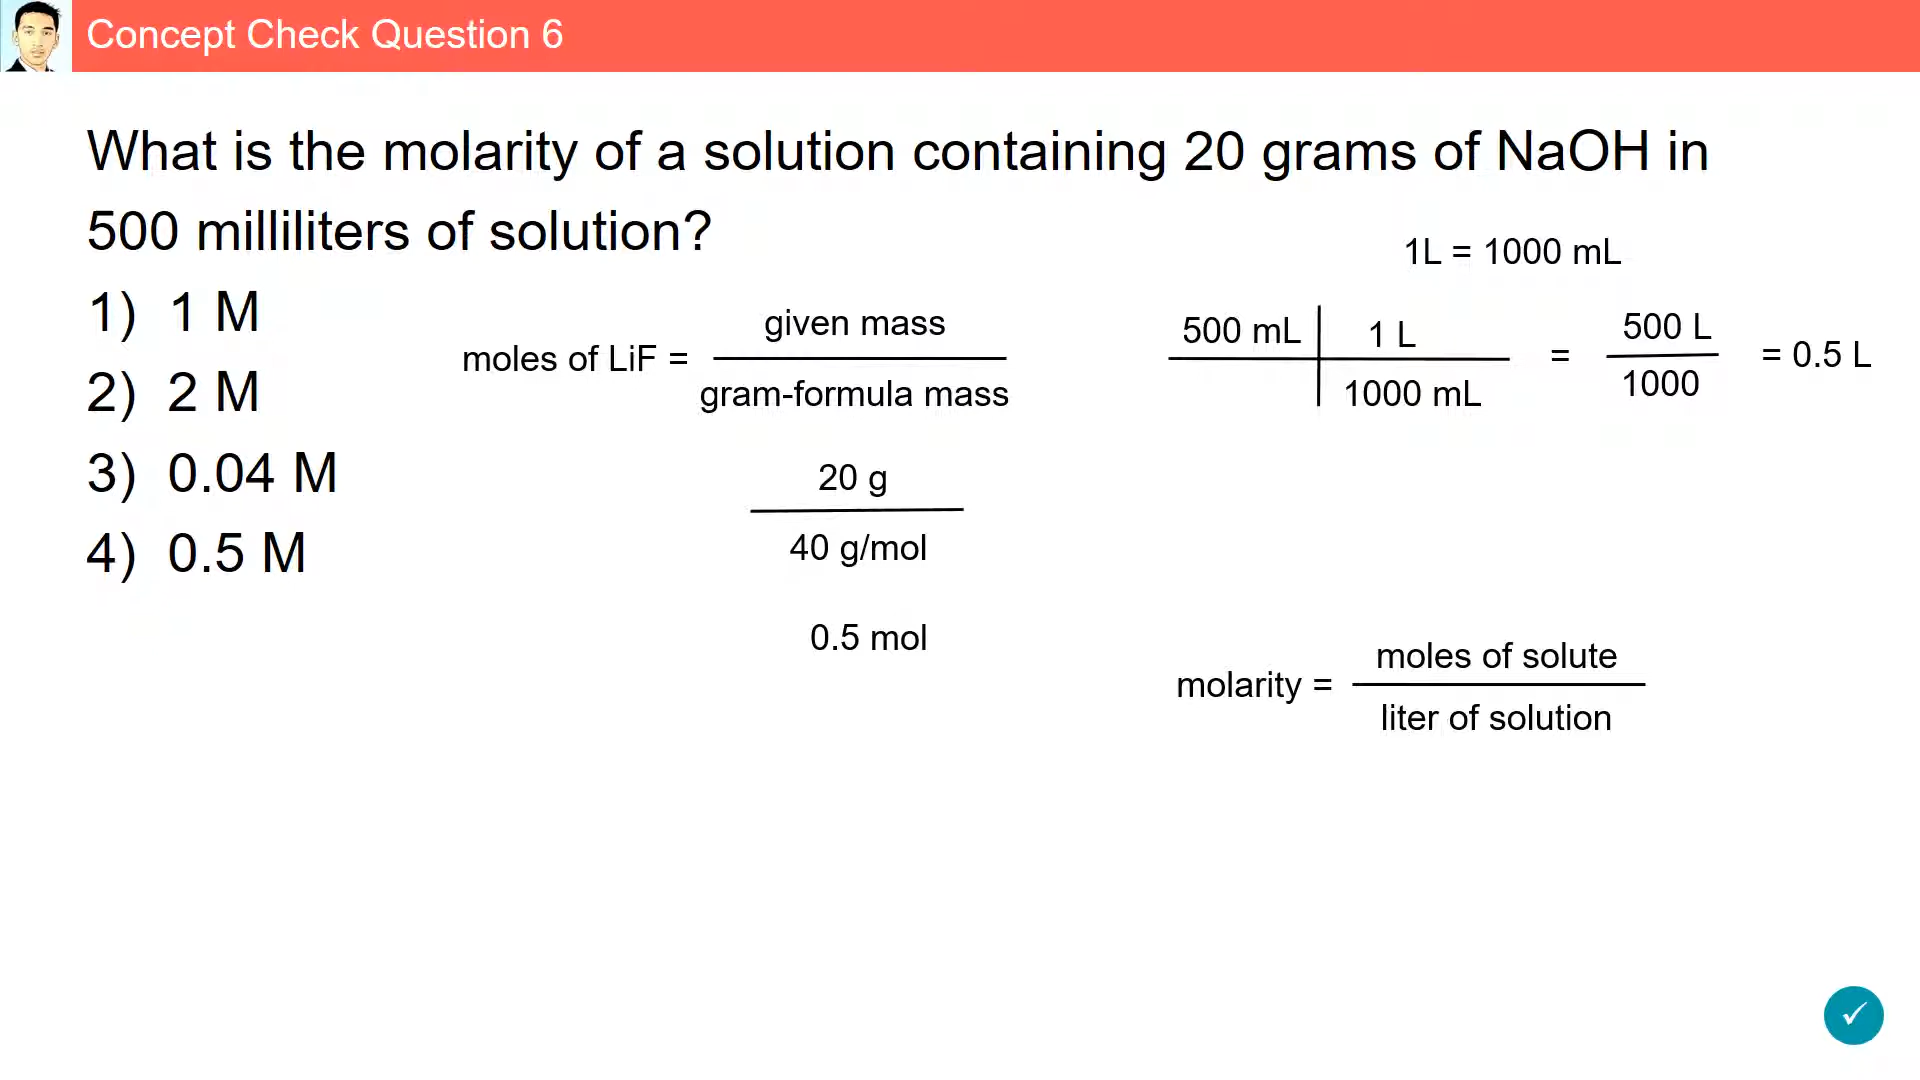 Concept Check Question 6
What is the molarity of a solution containing 20 grams of NaOH in
500 milliliters of solution?
1) 1 M
2) 2 M
3) 0.04 M
4) 0.5 M
moles of LiF =
given mass
gram-formula mass
20 g
40 g/mol
0.5 mol
1L = 1000 mL
500 mL
1 L
1000 mL
=
500 L
1000
= 0.5 L
molarity =
moles of solute
liter of solution